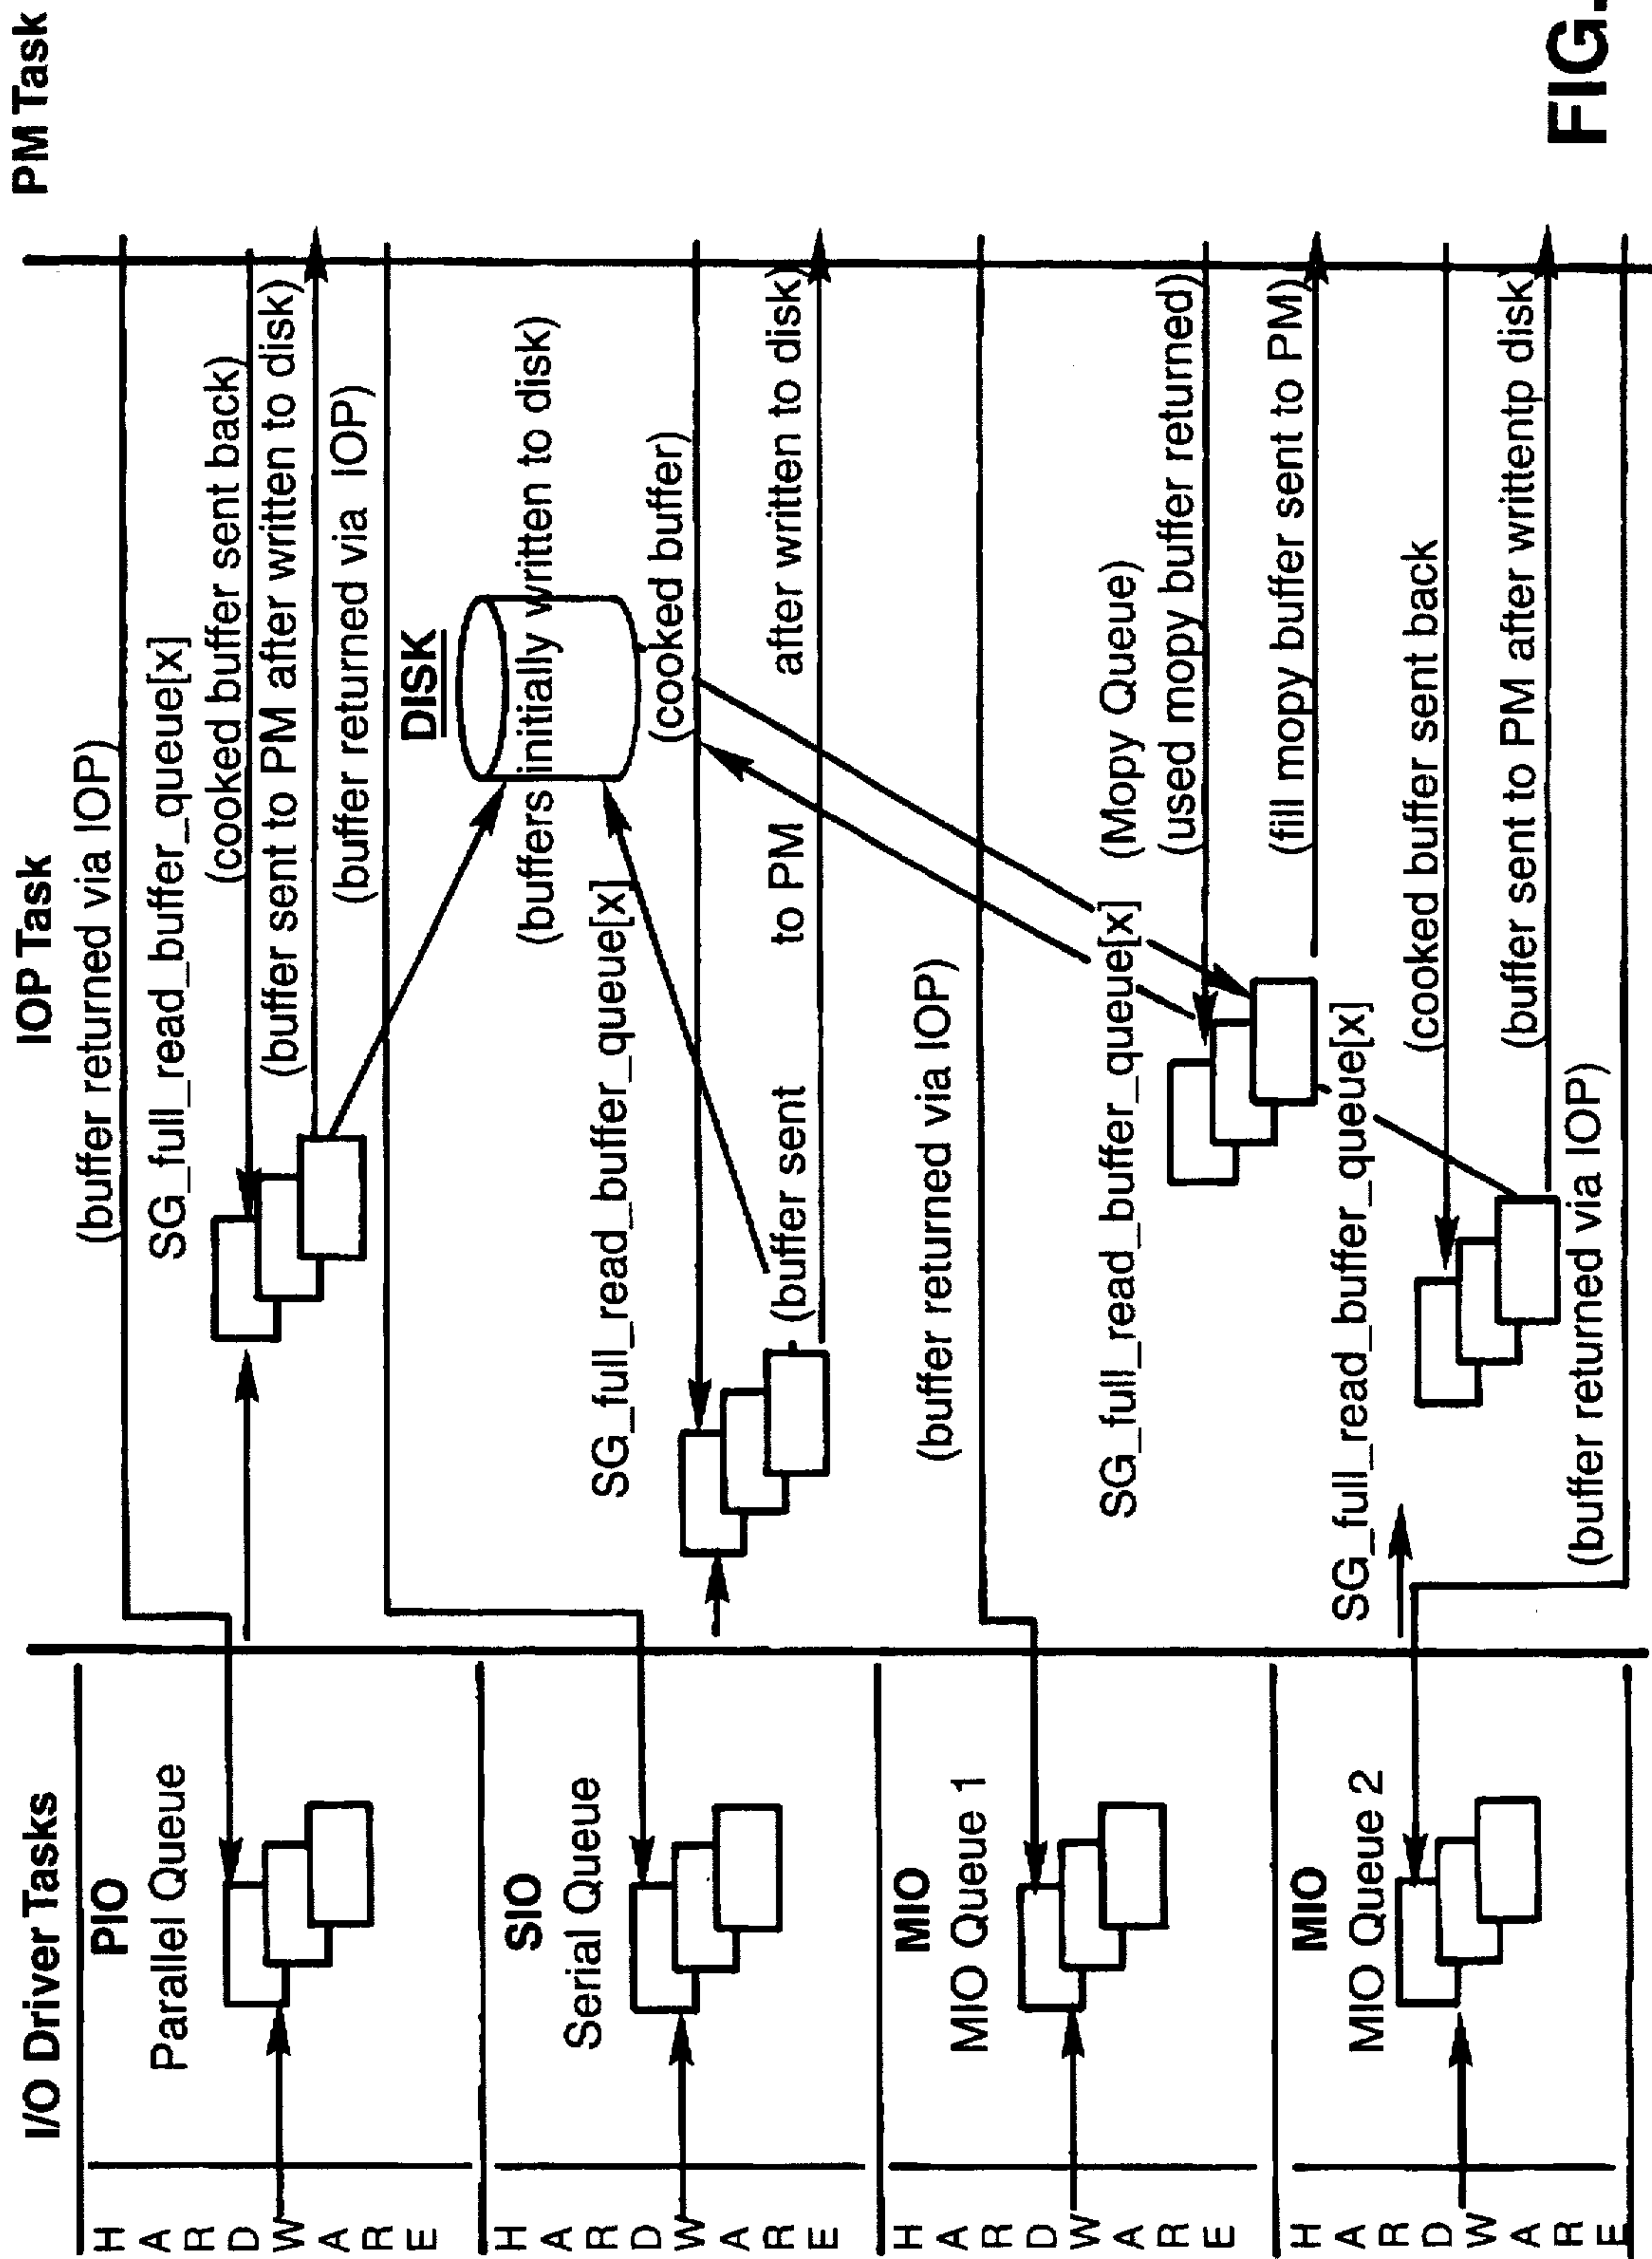 I/O Driver Tasks
IOP Task
PM Task
PIO
Parallel Queue
HARDWARE
(buffer returned via IOP)
SG_full_read_buffer_queue[x]
(cooked buffer sent back)
(buffer sent to PM after written to disk)
(buffer returned via IOP)
DISK
(buffers initially written to disk)
SIO
Serial Queue
HARDWARE
SG_full_read_buffer_queue[x]
(cooked buffer)
(buffer sent to PM after written to disk)
MIO
MIO Queue 1
HARDWARE
(buffer returned via IOP)
SG_full_read_buffer_queue[x]
(Mopy Queue)
(used mopy buffer returned)
(fill mopy buffer sent to PM)
MIO
MIO Queue 2
HARDWARE
SG_full_read_buffer_queue[x]
(cooked buffer sent back
(buffer sent to PM after writtentp disk)
(buffer returned via IOP)
FIG.